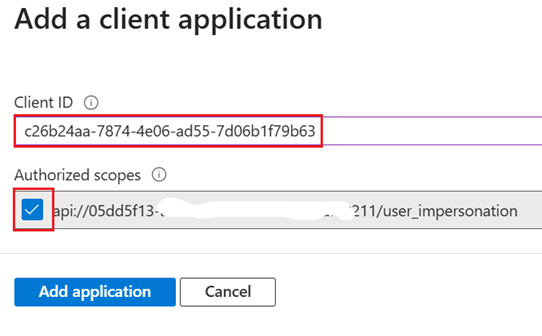 Add a client application
Client ID
c26b24aa-7874-4e06-ad55-7d06b1f79b63
Authorized scopes
api://05dd5f13- 211/user_impersonation
Add application
Cancel